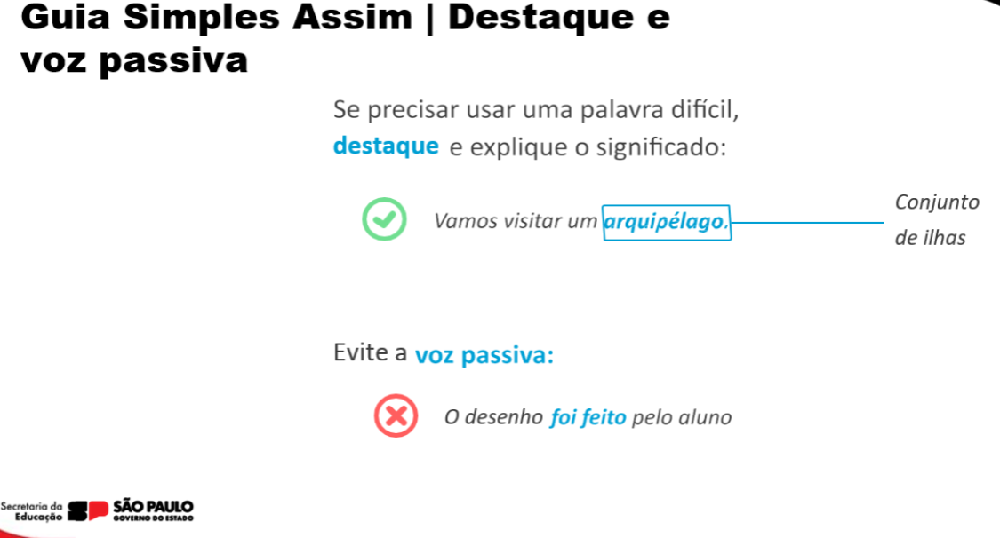 Guia Simples Assim | Destaque e
voz passiva
Se precisar usar uma palavra difícil,
destaque e explique o significado:
Vamos visitar um arquipélago.
Conjunto
de ilhas
Evite a voz passiva:
O desenho foi feito pelo aluno
Secretaria da
Educação
SÃO PAULO
GOVERNO DO ESTADO